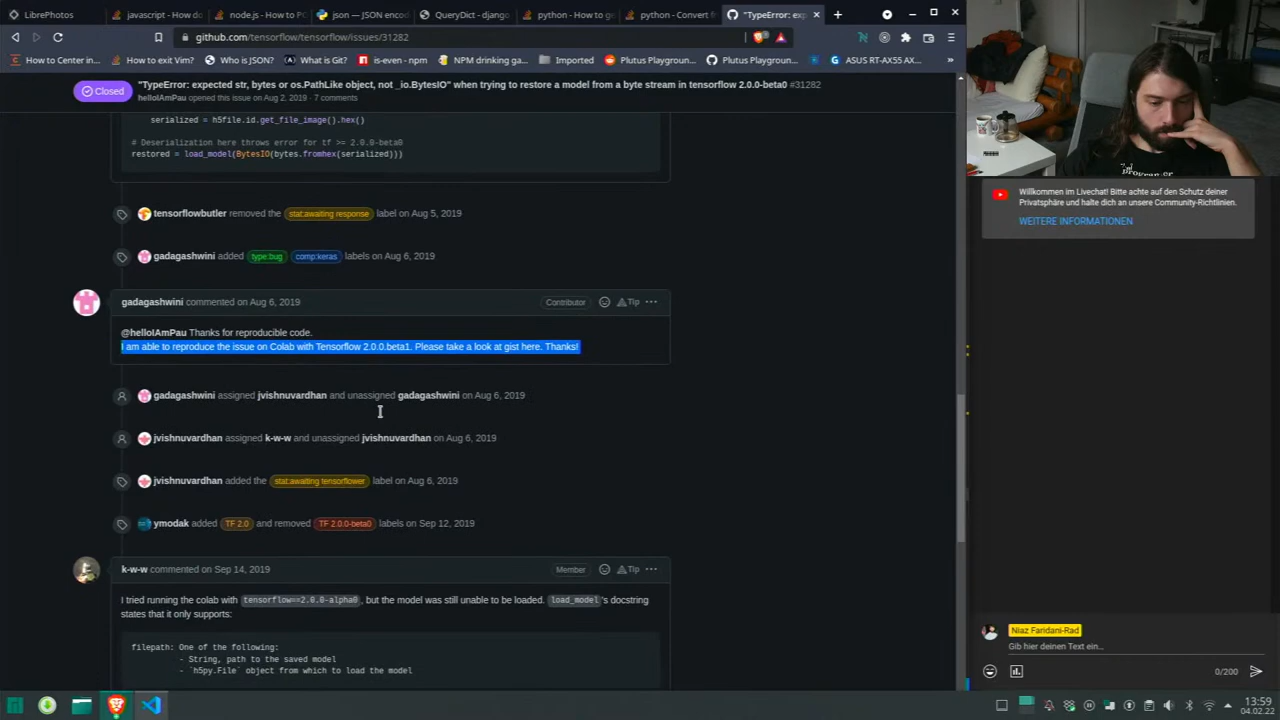 LibrePhotos
javascript - How do
node.js - How to P
json — JSON enco
QueryDict - djang
python - How to ge
python - Convert f
"TypeError: exp
github.com/tensorflow/tensorflow/issues/31282
How to Center in...
How to exit Vim?
Who is JSON?
What is Git?
is-even - npm
NPM drinking ga...
Imported
Plutus Playgroun...
Plutus Playgroun...
ASUS RT-AX55 AX...
Closed
"TypeError: expected str, bytes or os.PathLike object, not _io.BytesIO" when trying to restore a model from a byte stream in tensorflow 2.0.0-beta0 #31282
helloIAmPau opened this issue on Aug 2, 2019 · 7 comments
serialized = h5file.id.get_file_image().hex()
# Deserialization here throws error for tf >= 2.0.0-beta0
restored = load_model(BytesIO(bytes.fromhex(serialized)))
tensorflowbutler removed the stat:awaiting response label on Aug 5, 2019
gadagashwini added type:bug comp:keras labels on Aug 6, 2019
gadagashwini commented on Aug 6, 2019
Contributor
Tip
@helloIAmPau Thanks for reproducible code.
I am able to reproduce the issue on Colab with Tensorflow 2.0.0.beta1. Please take a look at gist here. Thanks!
gadagashwini assigned jvishnuvardhan and unassigned gadagashwini on Aug 6, 2019
jvishnuvardhan assigned k-w-w and unassigned jvishnuvardhan on Aug 6, 2019
jvishnuvardhan added the stat:awaiting tensorflower label on Aug 6, 2019
ymodak added TF 2.0 and removed TF 2.0.0-beta0 labels on Sep 12, 2019
k-w-w commented on Sep 14, 2019
Member
Tip
I tried running the colab with tensorflow==2.0.0-alpha0, but the model was still unable to be loaded. load_model's docstring
states that it only supports:
filepath: One of the following:
- String, path to the saved model
- `h5py.File` object from which to load the model
Willkommen im Livechat! Bitte achte auf den Schutz deiner
Privatsphäre und halte dich an unsere Community-Richtlinien.
WEITERE INFORMATIONEN
Niaz Faridani-Rad
Gib hier deinen Text ein...
0/200
13:59
04.02.22